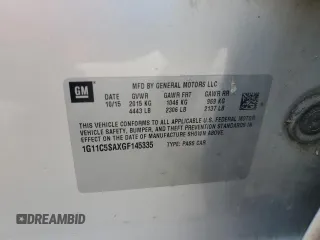 GM
MFD BY GENERAL MOTORS LLC
DATE GVWR GAWR FRT GAWR RR
10/15 2015 KG 1046 KG 969 KG
4443 LB 2306 LB 2137 LB
THIS VEHICLE CONFORMS TO ALL APPLICABLE U.S. FEDERAL MOTOR VEHICLE
SAFETY, BUMPER, AND THEFT PREVENTION STANDARDS IN
EFFECT ON THE DATE OF MANUFACTURE SHOWN ABOVE.
1G11C5SAXGF145335 TYPE: PASS CAR
DREAMBID